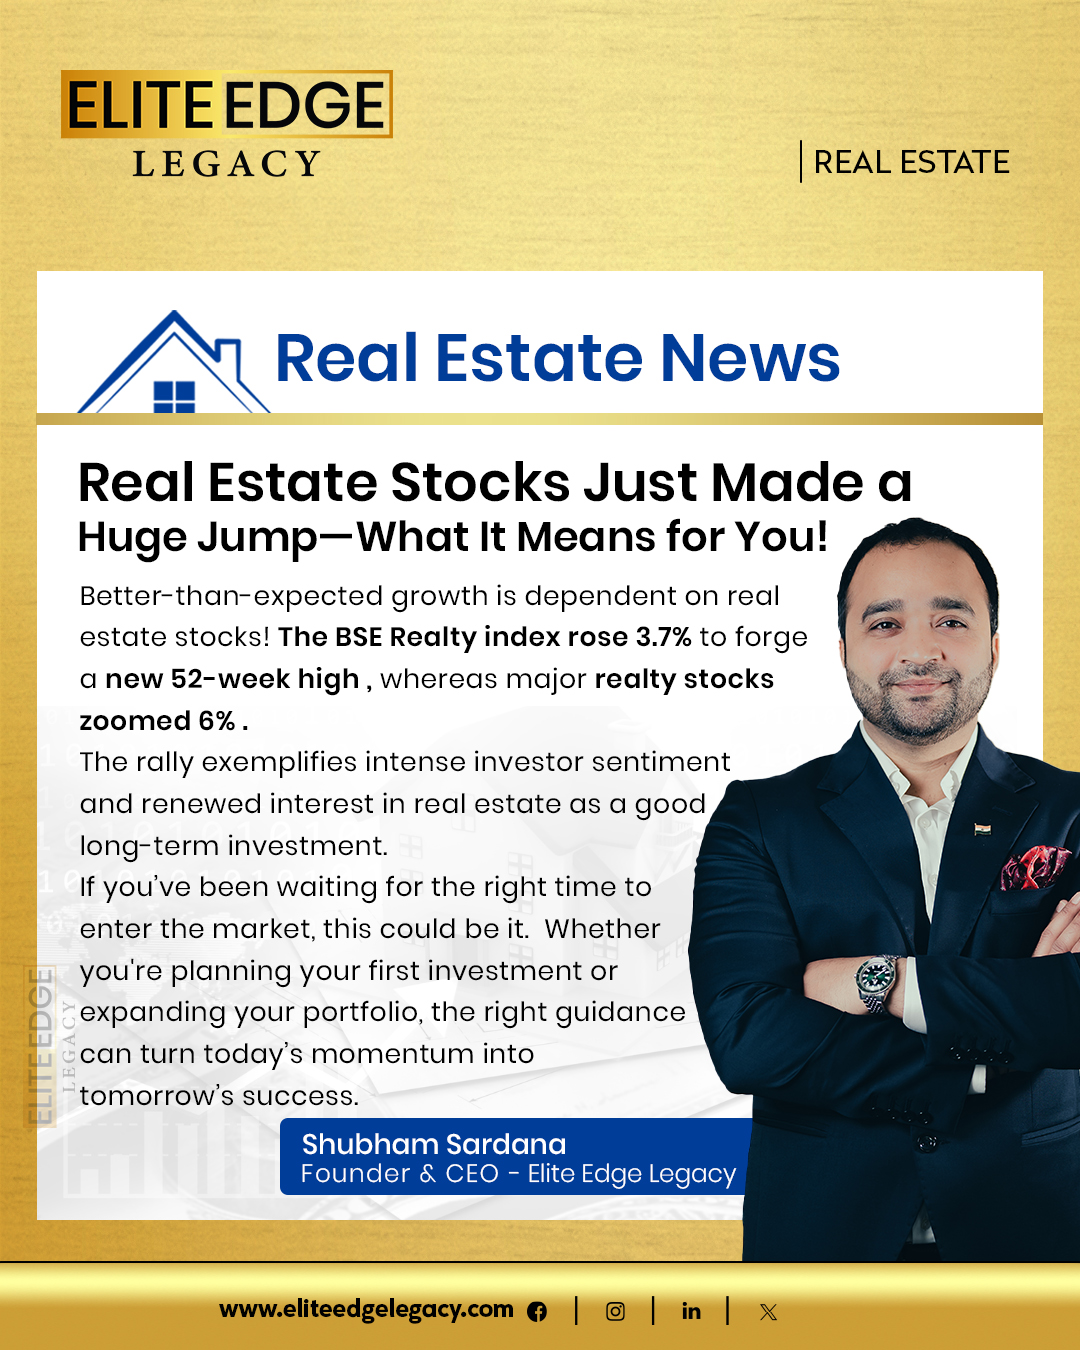 ELITE EDGE
LEGACY
REAL ESTATE
Real Estate News
Real Estate Stocks Just Made a
Huge Jump—What It Means for You!
Better-than-expected growth is dependent on real
estate stocks! The BSE Realty index rose 3.7% to forge
a new 52-week high , whereas major realty stocks
zoomed 6% .
The rally exemplifies intense investor sentiment
and renewed interest in real estate as a good
long-term investment.
If you’ve been waiting for the right time to
enter the market, this could be it.  Whether
you're planning your first investment or
expanding your portfolio, the right guidance
can turn today’s momentum into
tomorrow’s success.
ELITE EDGE
LEGACY
Shubham Sardana
Founder & CEO - Elite Edge Legacy
www.eliteedgelegacy.com